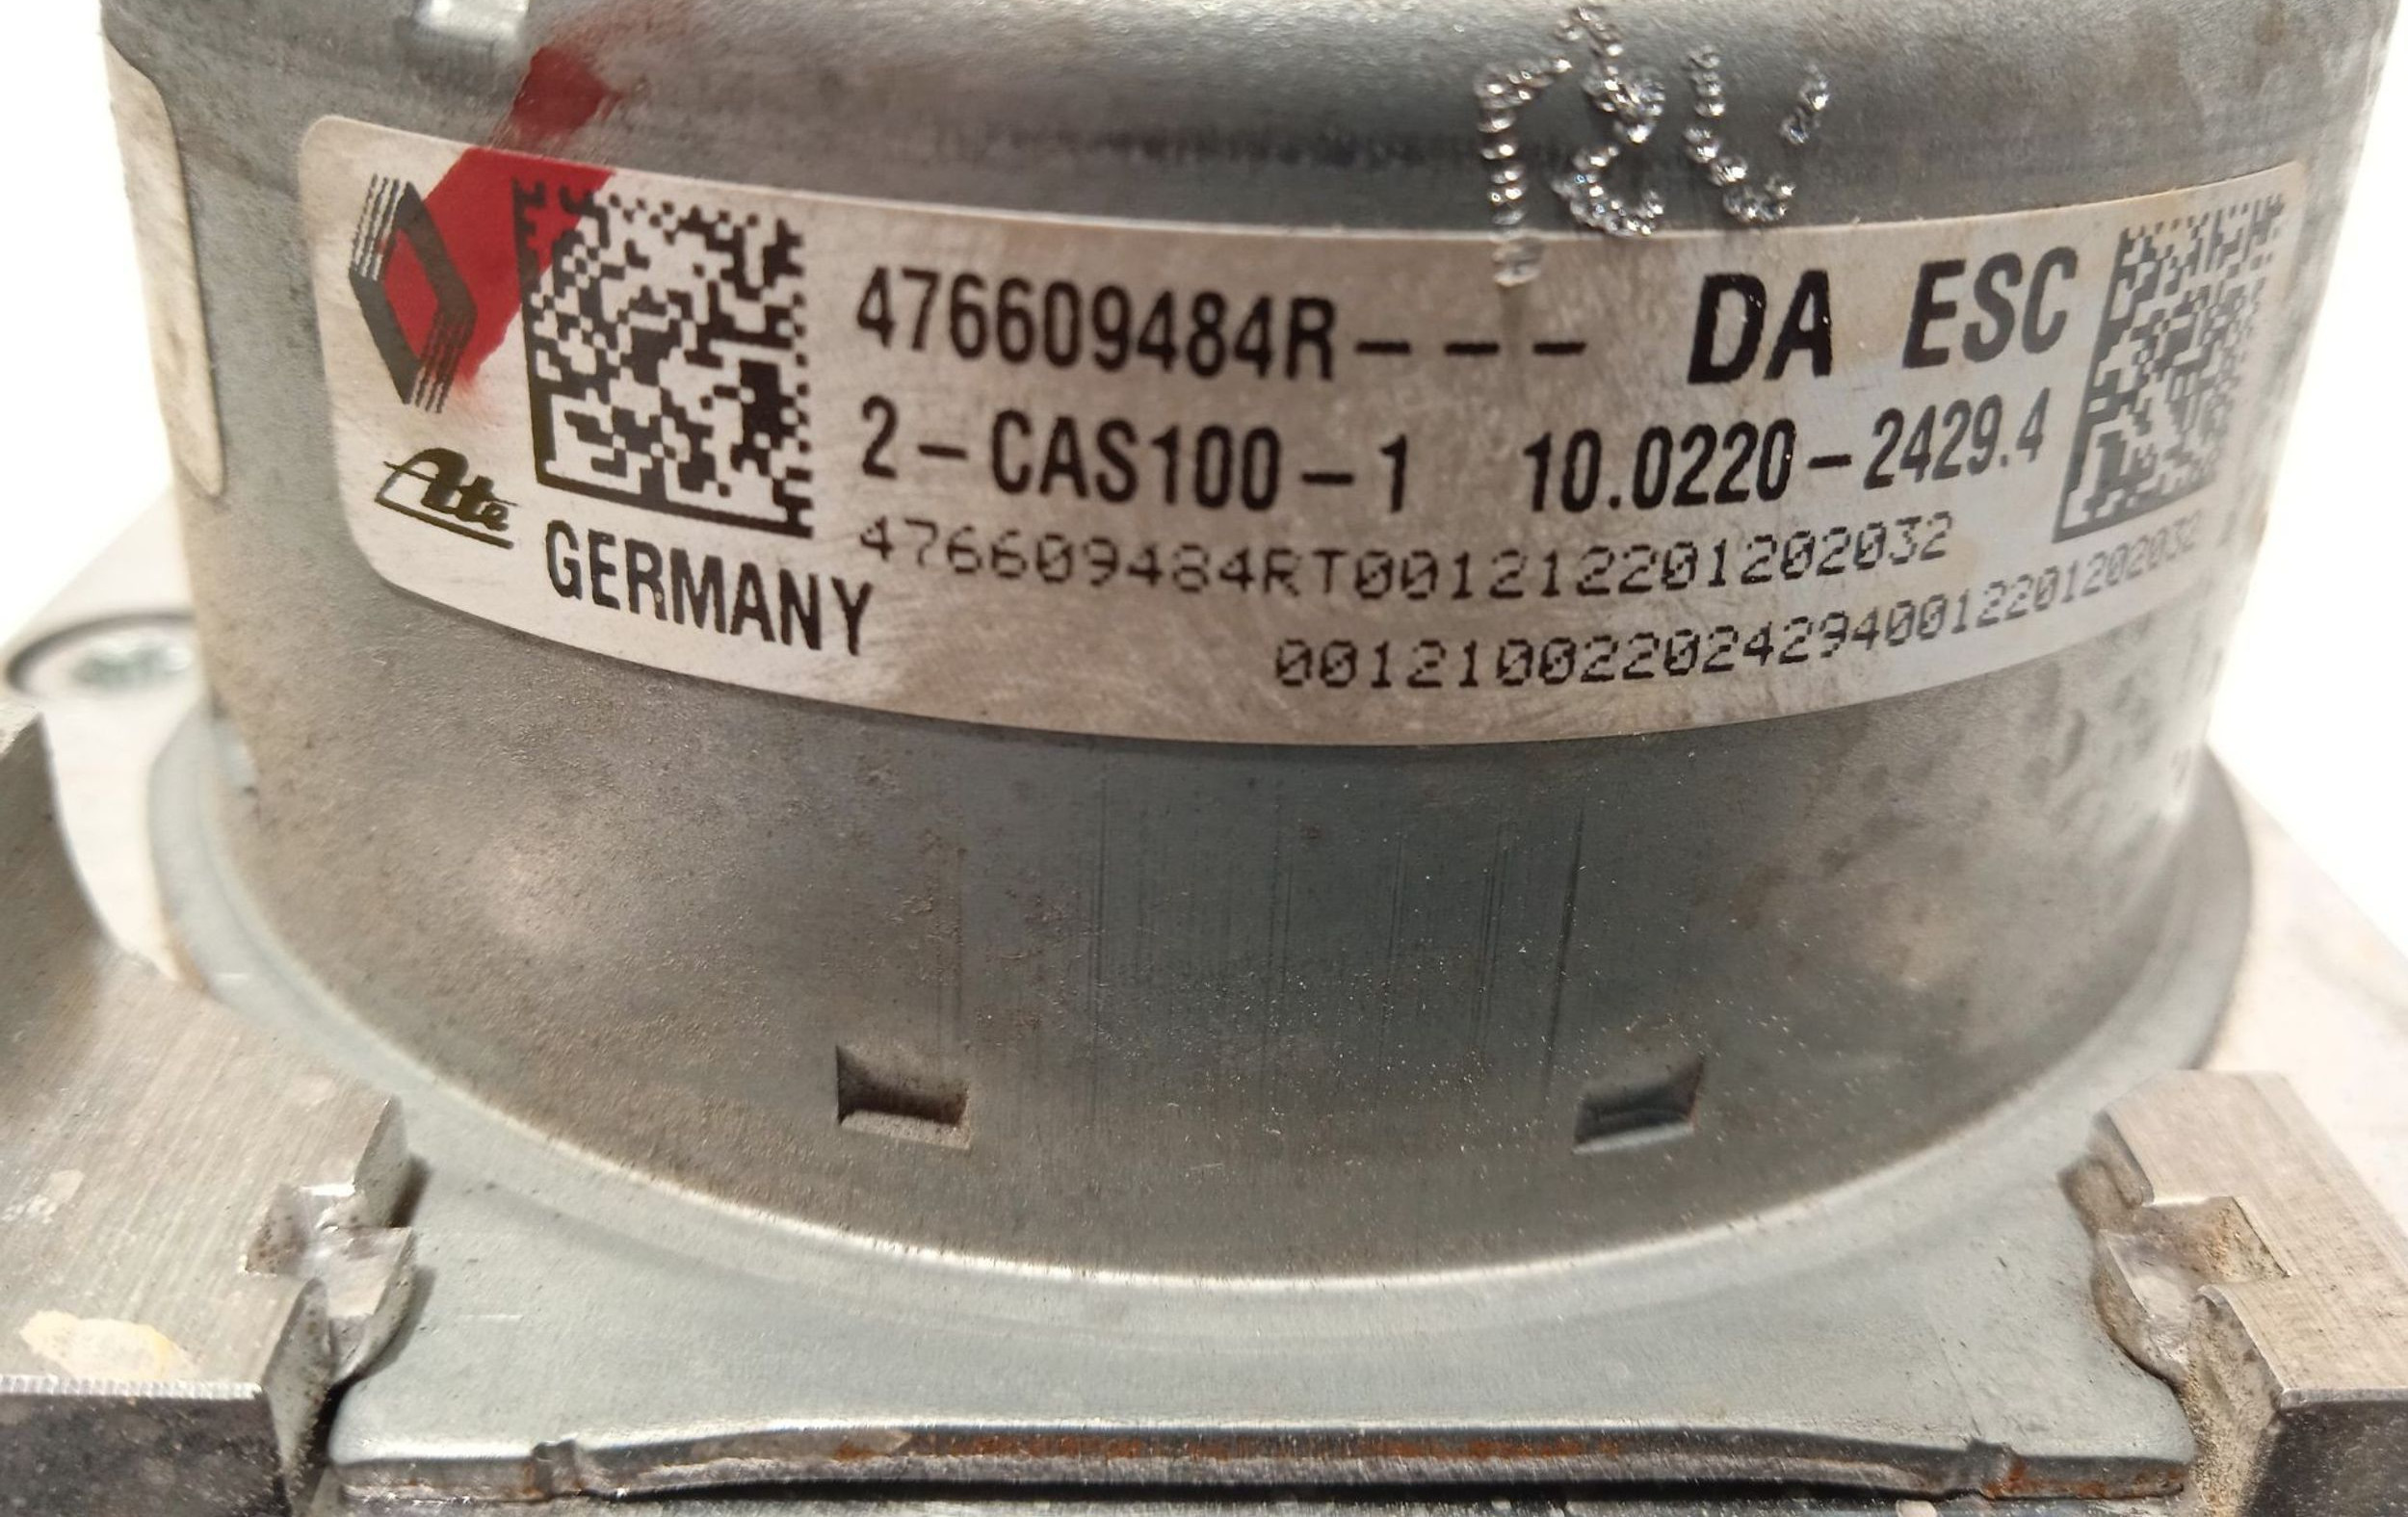 476609484R--- DA ESC
2-CAS100-1 10.0220-2429.4
476609484RT001212201202032
0012100220242940012201202032
Ate
GERMANY